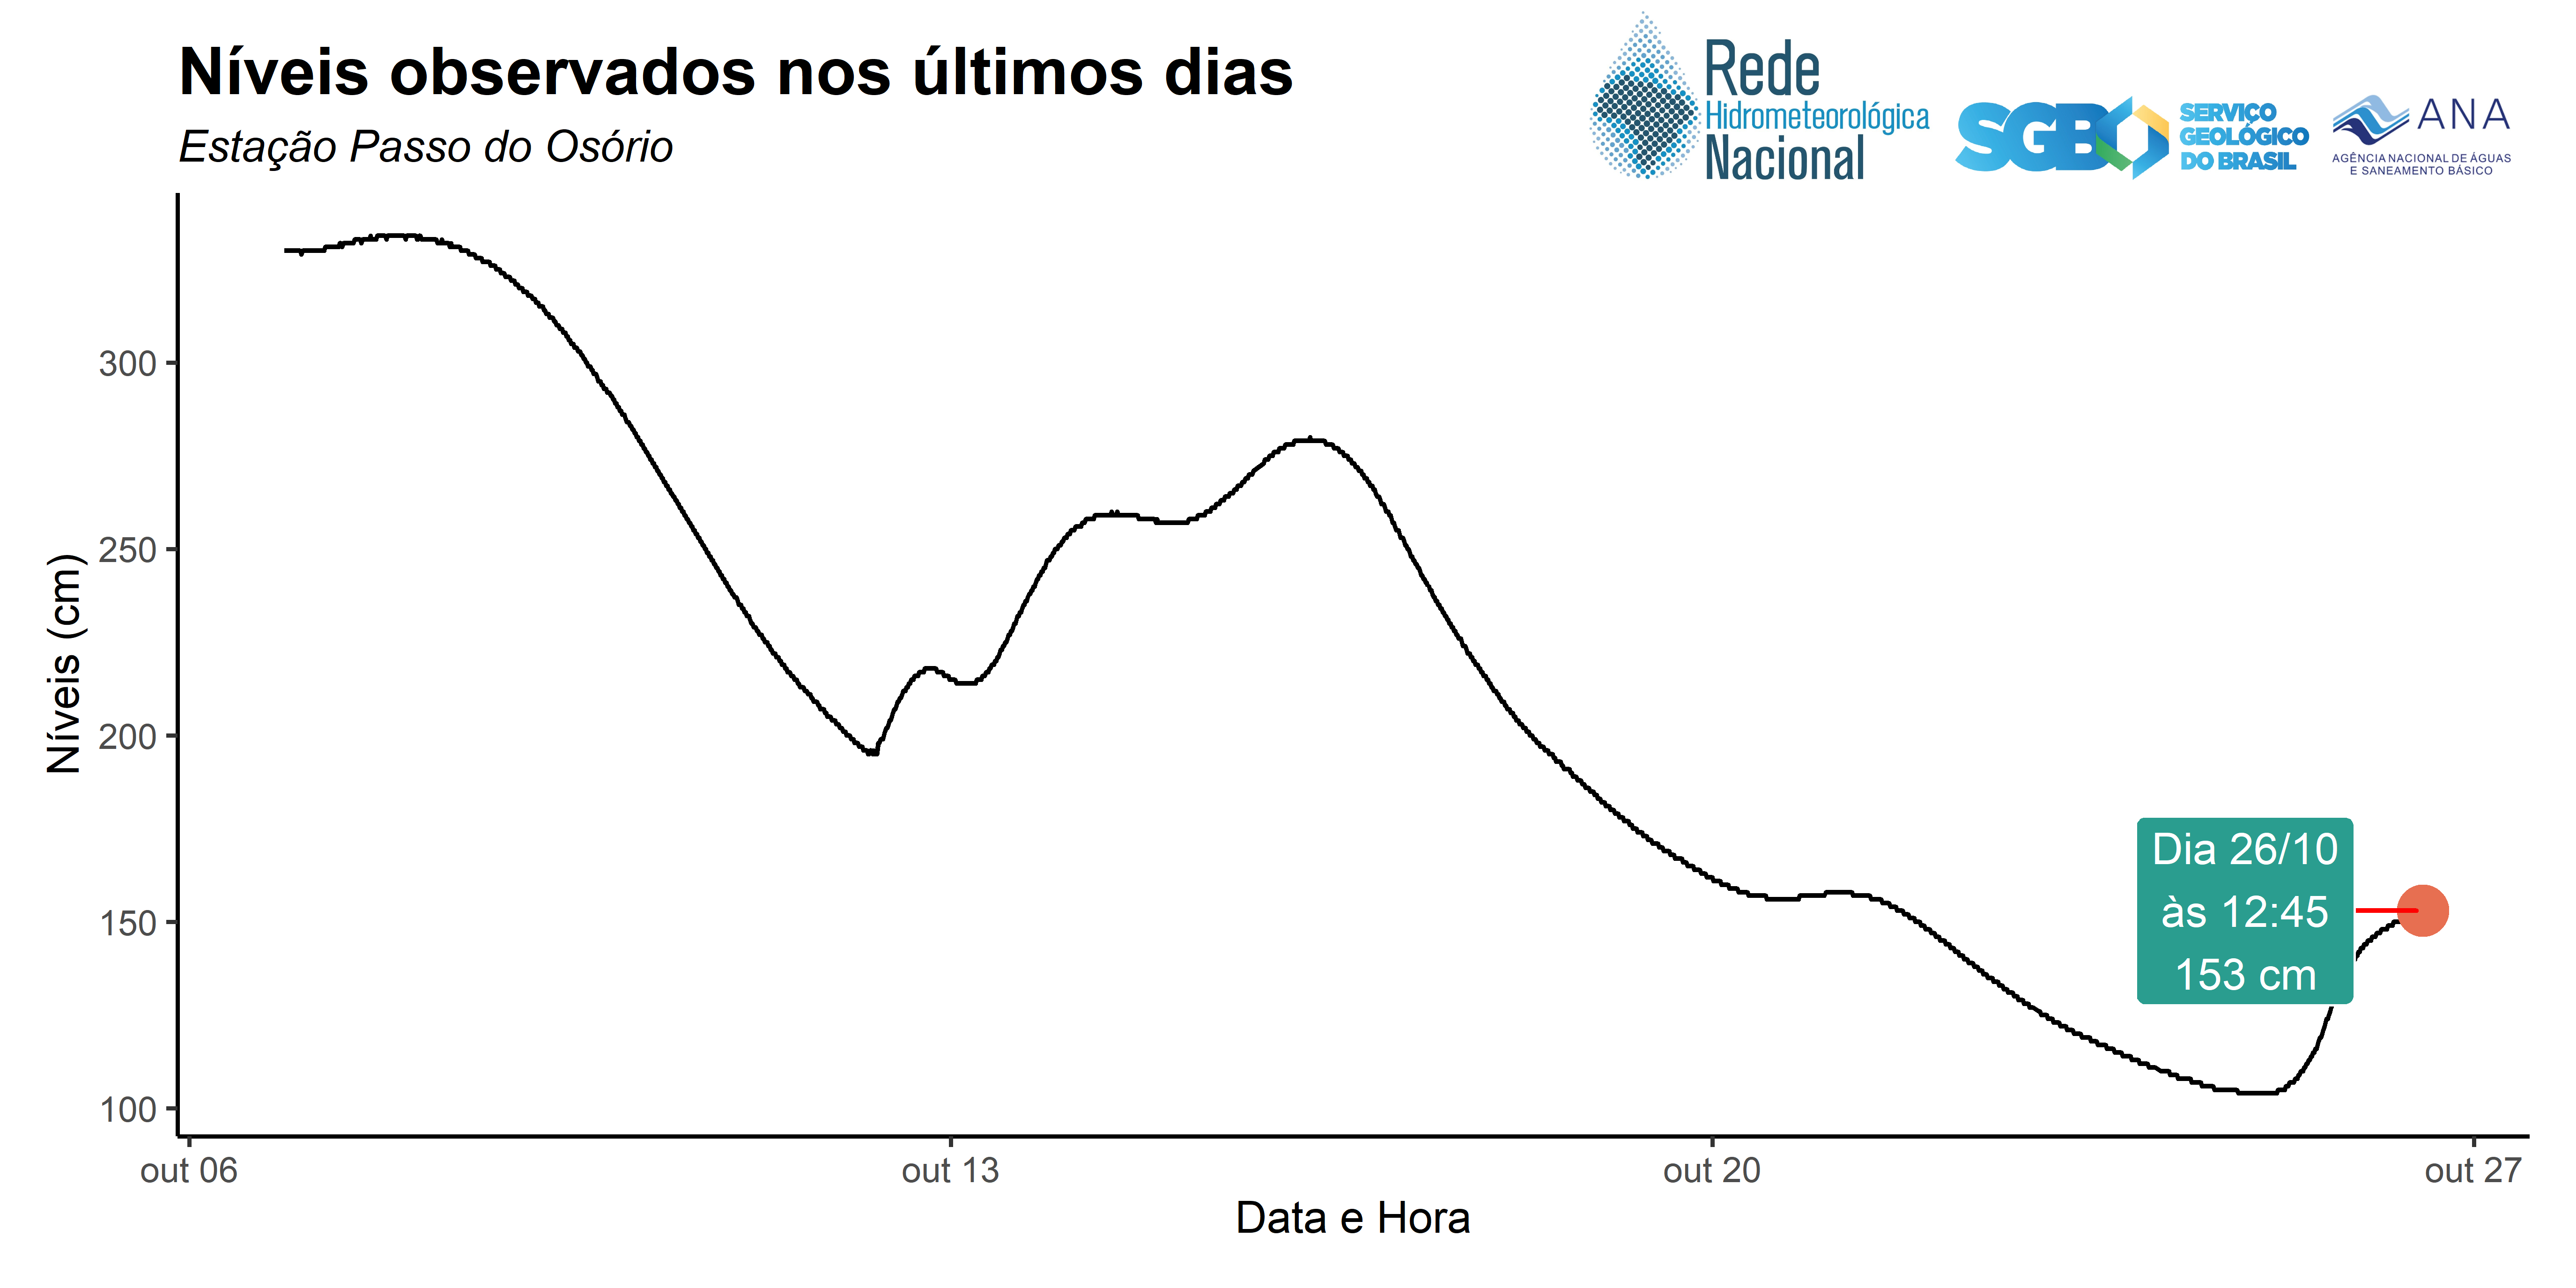 Níveis observados nos últimos dias
Estação Passo do Osório
Rede
Hidrometeorológica
Nacional
SGB
SERVIÇO
GEOLÓGICO
DO BRASIL
ANA
AGÊNCIA NACIONAL DE ÁGUAS
E SANEAMENTO BÁSICO
Níveis (cm)
300
250
200
150
100
Dia 26/10
às 12:45
153 cm
out 06
out 13
out 20
out 27
Data e Hora